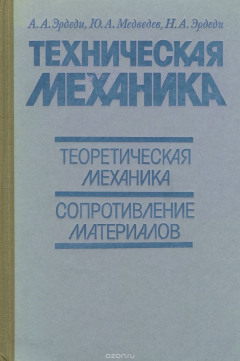 А. А. Эрдеди, Ю. А. Медведев, Н. А. Эрдеди
ТЕХНИЧЕСКАЯ
МЕХАНИКА
ТЕОРЕТИЧЕСКАЯ
МЕХАНИКА
СОПРОТИВЛЕНИЕ
МАТЕРИАЛОВ
ozon.ru